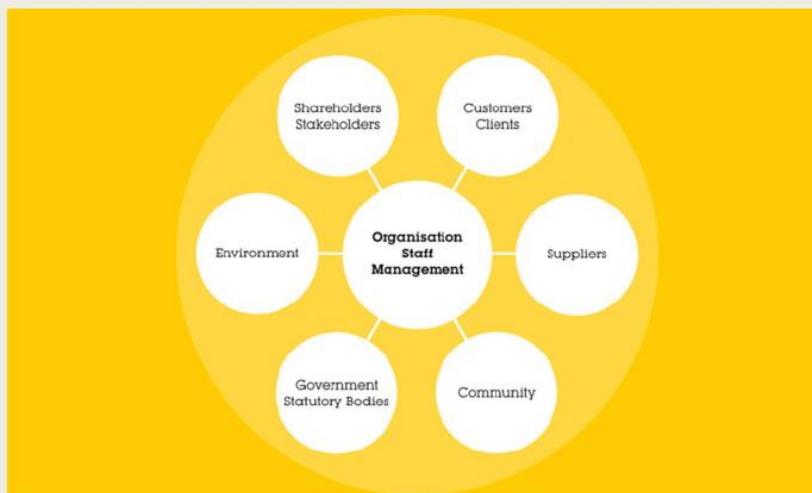 Shareholders
Stakeholders
Customers
Clients
Environment
Organisation
Staff
Management
Suppliers
Government
Statutory Bodies
Community